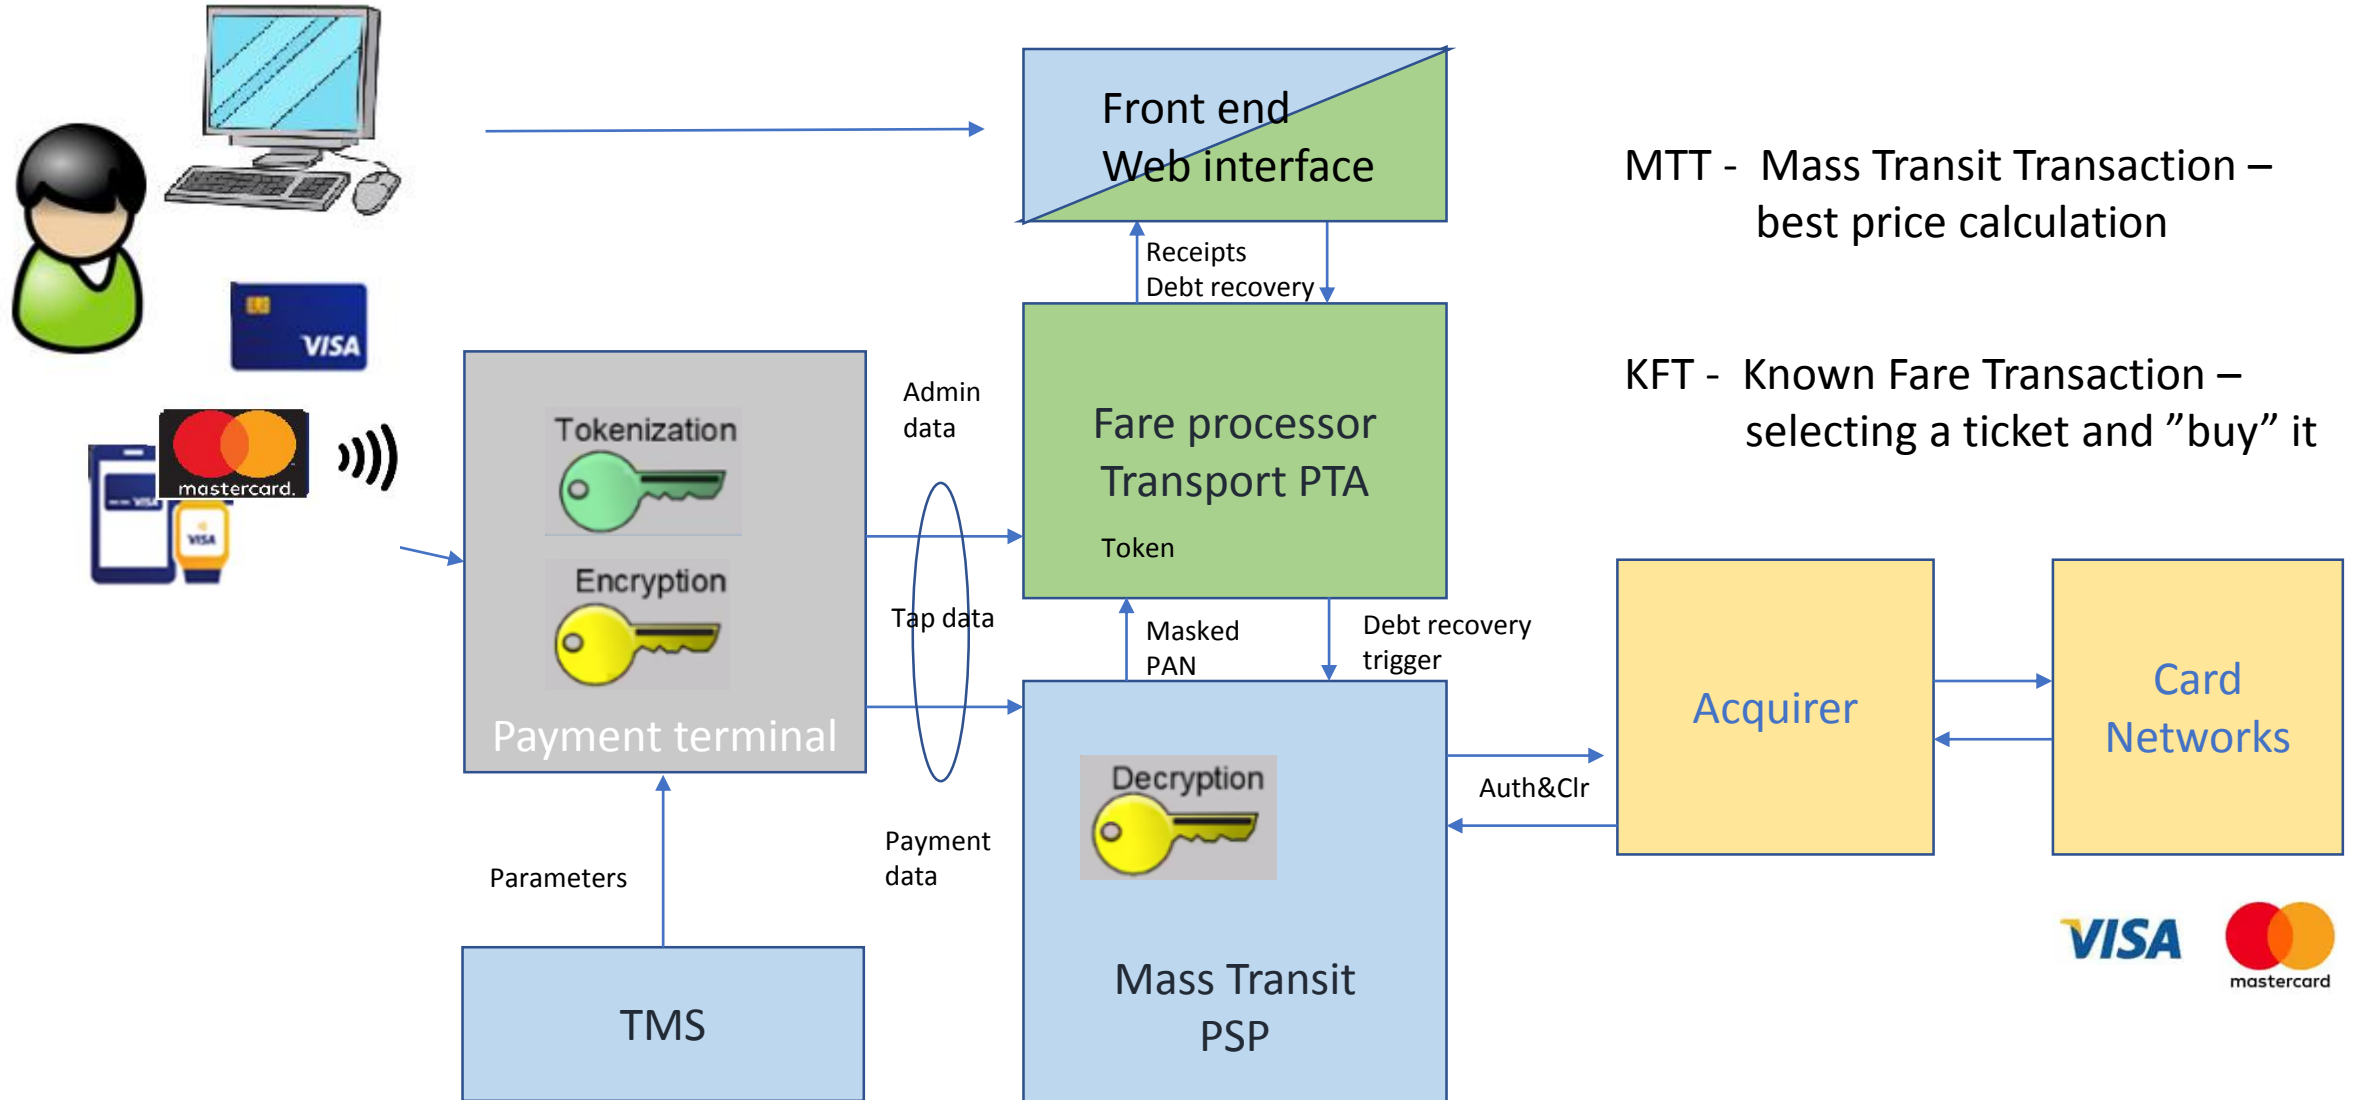 Front end
Web interface
MTT - Mass Transit Transaction –
best price calculation
Receipts
Debt recovery
VISA
KFT - Known Fare Transaction –
selecting a ticket and ”buy” it
mastercard.
VISA
VISA
Tokenization
Encryption
Payment terminal
Admin
data
Tap data
Payment
data
Fare processor
Transport PTA
Token
Masked
PAN
Debt recovery
trigger
Decryption
Mass Transit
PSP
Auth&Clr
Acquirer
Card
Networks
VISA
mastercard
Parameters
TMS